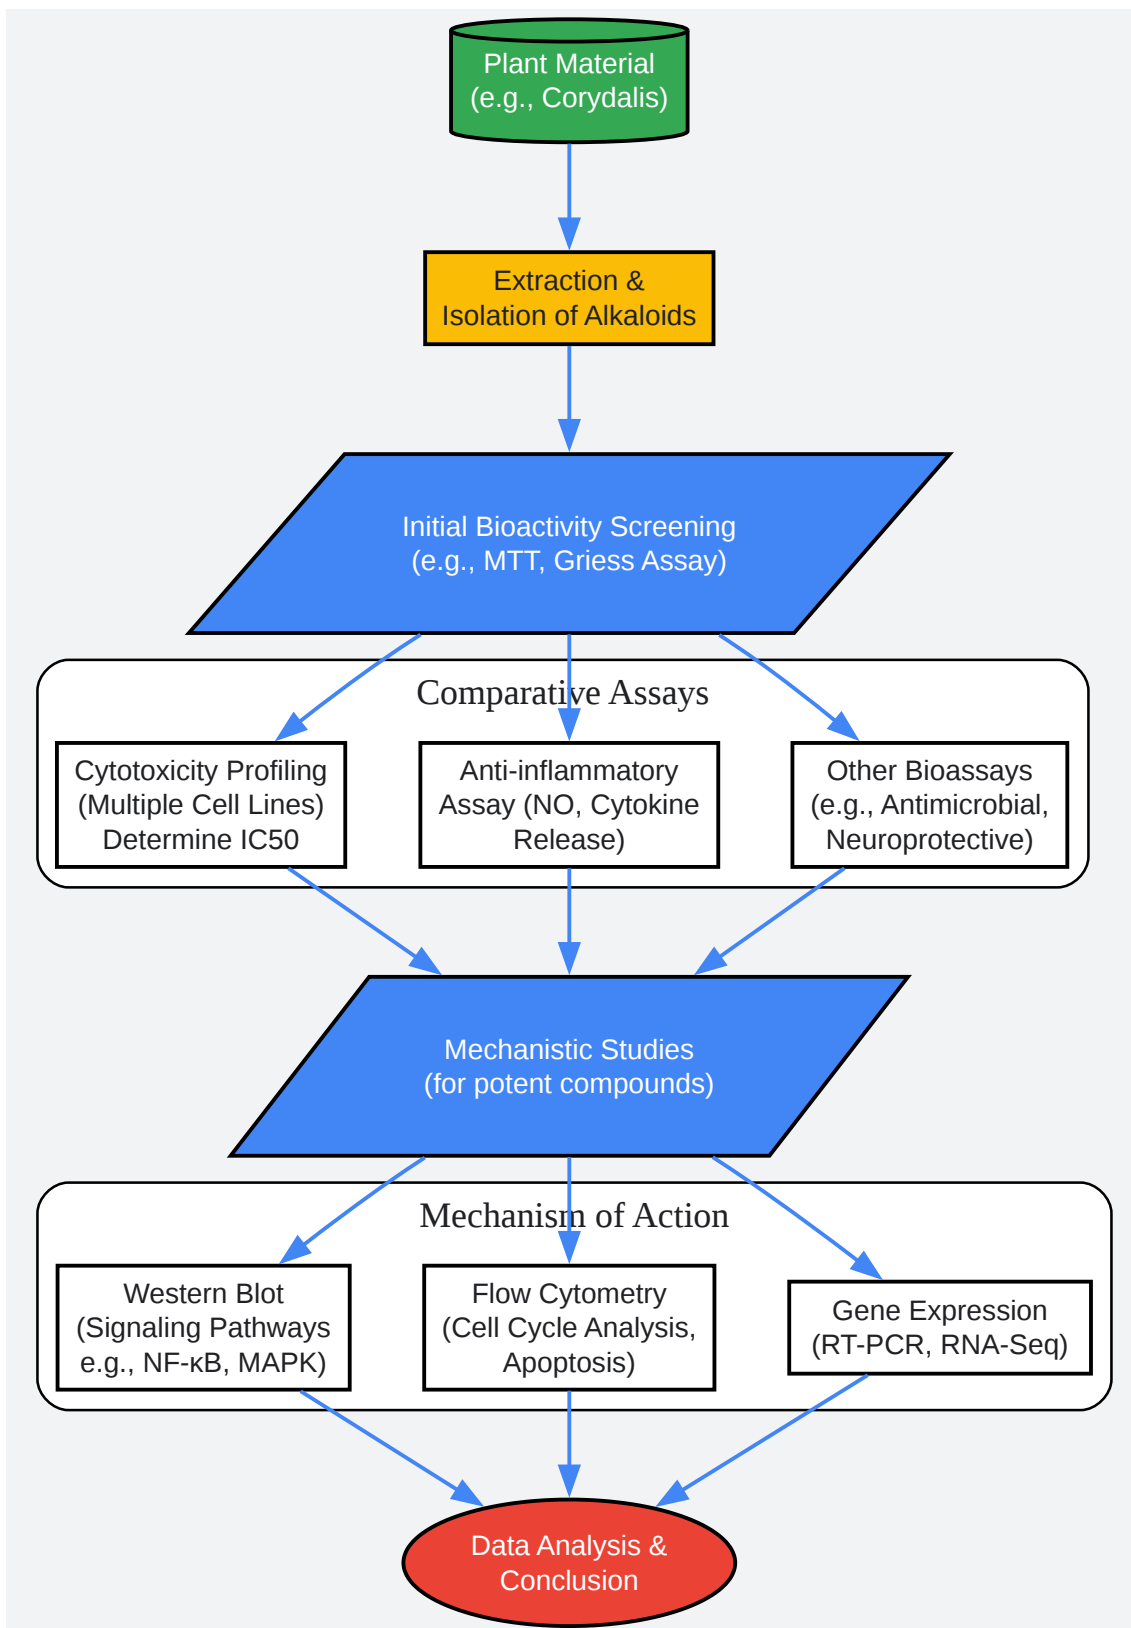 Plant Material
(e.g., Corydalis)
Extraction &
Isolation of Alkaloids
Initial Bioactivity Screening
(e.g., MTT, Griess Assay)
Comparative Assays
Cytotoxicity Profiling
(Multiple Cell Lines)
Determine IC50
Anti-inflammatory
Assay (NO, Cytokine
Release)
Other Bioassays
(e.g., Antimicrobial,
Neuroprotective)
Mechanistic Studies
(for potent compounds)
Mechanism of Action
Western Blot
(Signaling Pathways
e.g., NF-κB, MAPK)
Flow Cytometry
(Cell Cycle Analysis,
Apoptosis)
Gene Expression
(RT-PCR, RNA-Seq)
Data Analysis &
Conclusion